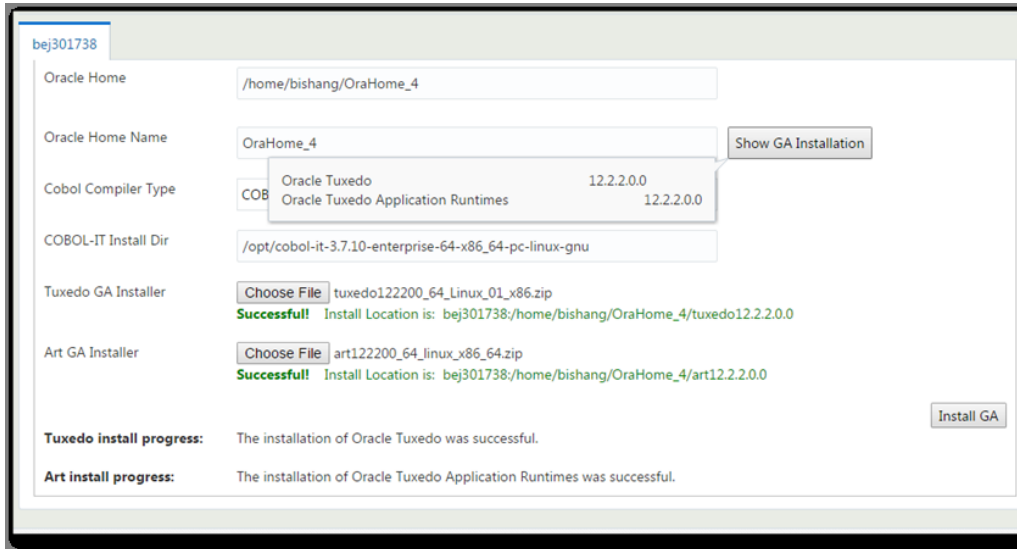 bej301738
Oracle Home /home/bishang/OraHome_4
Oracle Home Name OraHome_4 Show GA Installation
Oracle Tuxedo 12.2.2.0.0
Cobol Compiler Type COB
Oracle Tuxedo Application Runtimes 12.2.2.0.0
COBOL-IT Install Dir /opt/cobol-it-3.7.10-enterprise-64-x86_64-pc-linux-gnu
Tuxedo GA Installer Choose File tuxedo122200_64_Linux_01_x86.zip
Successful! Install Location is: bej301738:/home/bishang/OraHome_4/tuxedo12.2.2.0.0
Art GA Installer Choose File art122200_64_linux_x86_64.zip
Successful! Install Location is: bej301738:/home/bishang/OraHome_4/art12.2.2.0.0
Install GA
Tuxedo install progress: The installation of Oracle Tuxedo was successful.
Art install progress: The installation of Oracle Tuxedo Application Runtimes was successful.